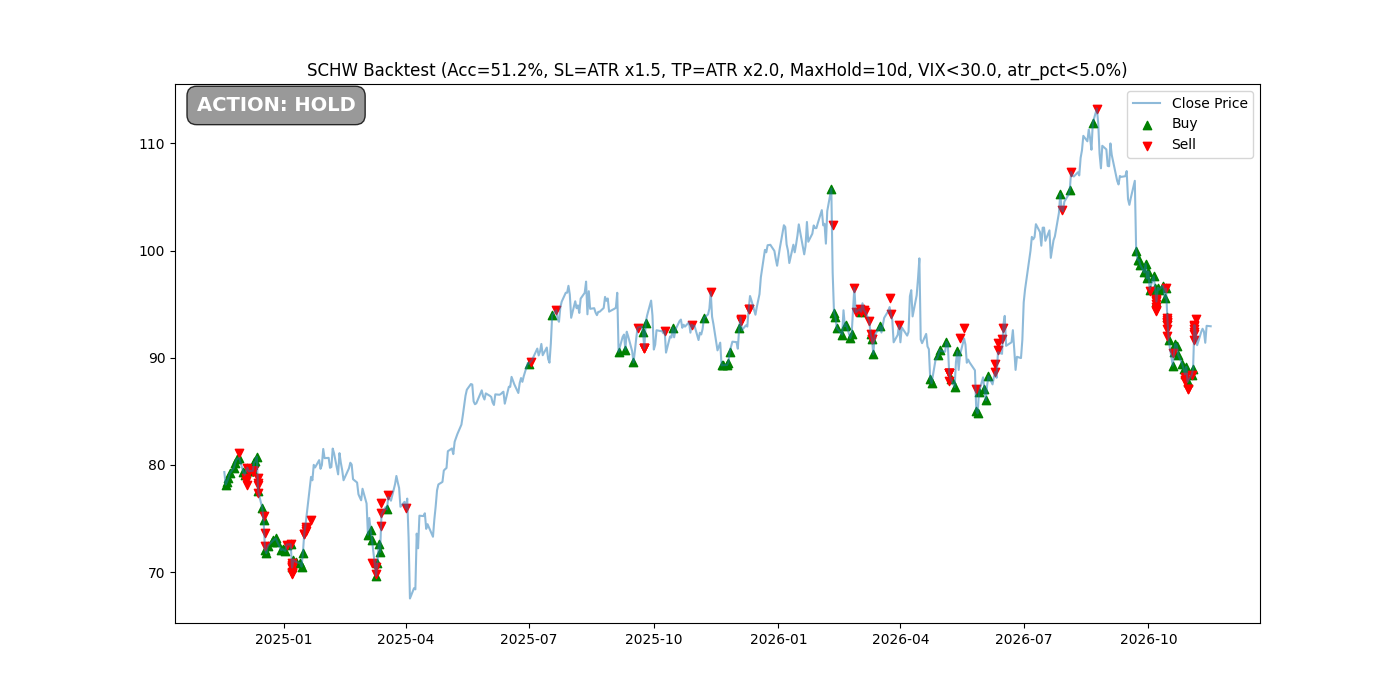 SCHW Backtest (Acc=51.2%, SL=ATR x1.5, TP=ATR x2.0, MaxHold=10d, VIX<30.0, atr_pct<5.0%)
ACTION: HOLD
Close Price
Buy
Sell
110
100
90
80
70
2025-01 2025-04 2025-07 2025-10 2026-01 2026-04 2026-07 2026-10